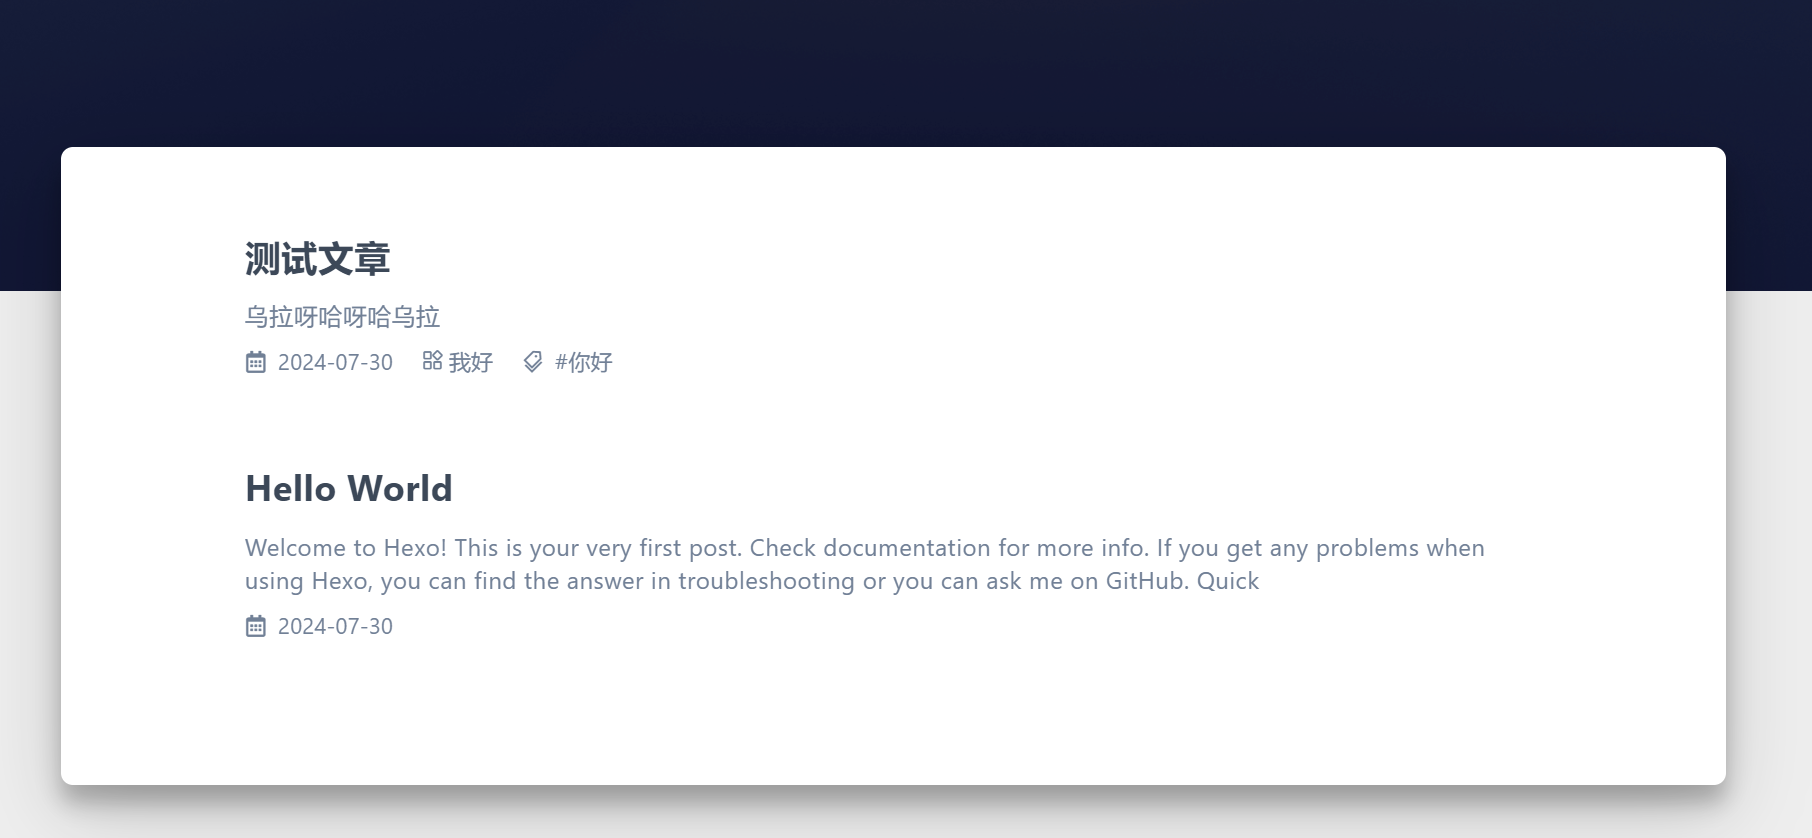 测试文章
乌拉呀哈呀哈乌拉
2024-07-30 我好 #你好
Hello World
Welcome to Hexo! This is your very first post. Check documentation for more info. If you get any problems when
using Hexo, you can find the answer in troubleshooting or you can ask me on GitHub. Quick
2024-07-30